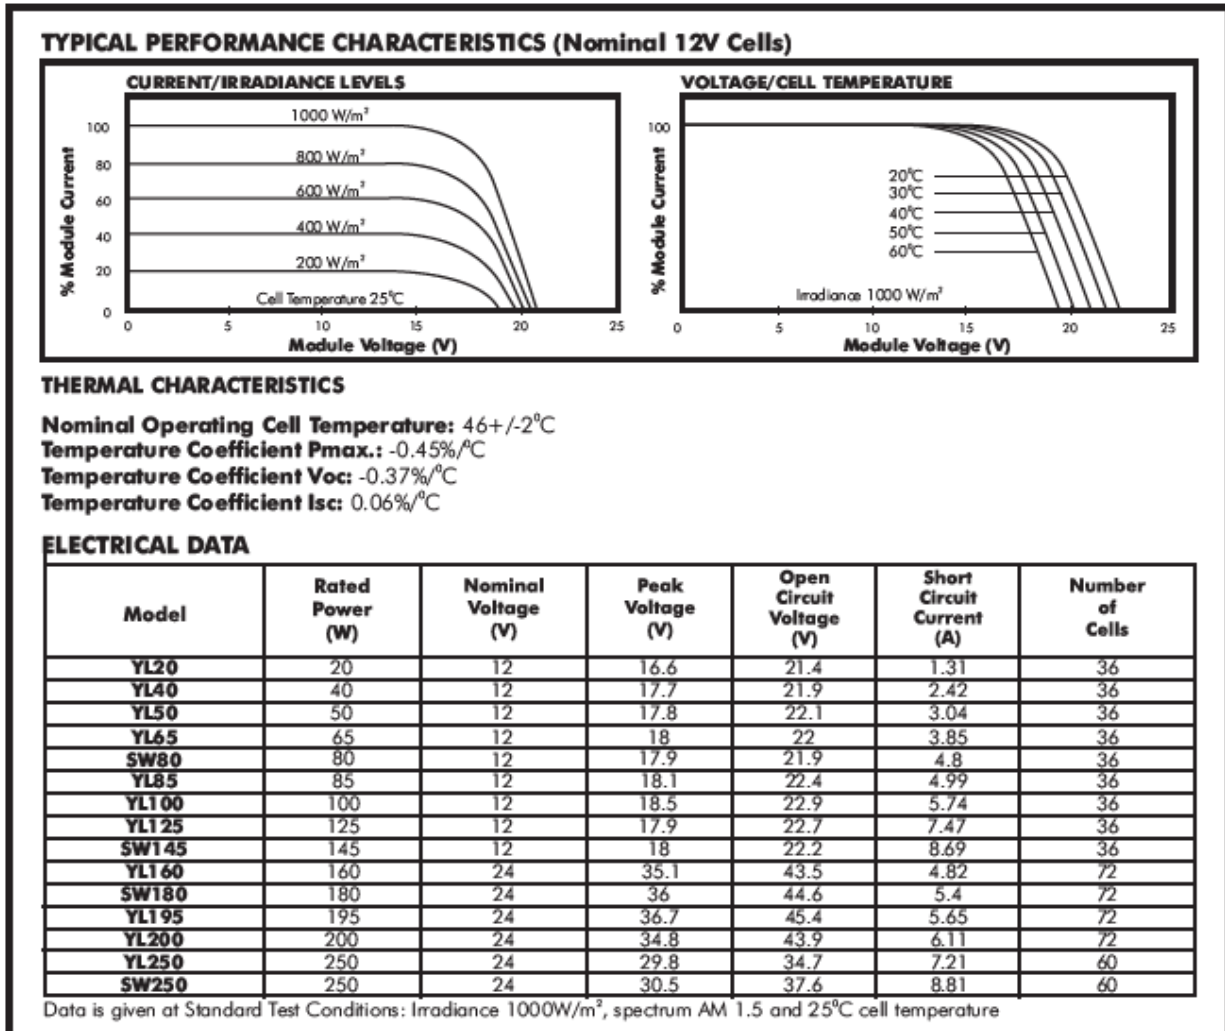 TYPICAL PERFORMANCE CHARACTERISTICS (Nominal 12V Cells)
CURRENT/IRRADIANCE LEVELS
% Module Current
100
80
60
40
20
0
1000 W/m²
800 W/m²
600 W/m²
400 W/m²
200 W/m²
Cell Temperature 25⁰C
0 5 10 15 20 25
Module Voltage (V)
VOLTAGE/CELL TEMPERATURE
% Module Current
100
20⁰C
30⁰C
40⁰C
50⁰C
60⁰C
Irradiance 1000 W/m²
0 5 10 15 20 25
Module Voltage (V)
THERMAL CHARACTERISTICS
Nominal Operating Cell Temperature: 46+/-2⁰C
Temperature Coefficient Pmax.: -0.45%/⁰C
Temperature Coefficient Voc: -0.37%/⁰C
Temperature Coefficient Isc: 0.06%/⁰C
ELECTRICAL DATA
Model
Rated
Power
(W)
Nominal
Voltage
(V)
Peak
Voltage
(V)
Open
Circuit
Voltage
(V)
Short
Circuit
Current
(A)
Number
of
Cells
YL20 20 12 16.6 21.4 1.31 36
YL40 40 12 17.7 21.9 2.42 36
YL50 50 12 17.8 22.1 3.04 36
YL65 65 12 18 22 3.85 36
SW80 80 12 17.9 21.9 4.8 36
YL85 85 12 18.1 22.4 4.99 36
YL100 100 12 18.5 22.9 5.74 36
YL125 125 12 17.9 22.7 7.47 36
SW145 145 12 18 22.2 8.69 36
YL160 160 24 35.1 43.5 4.82 72
SW180 180 24 36 44.6 5.4 72
YL195 195 24 36.7 45.4 5.65 72
YL200 200 24 34.8 43.9 6.11 72
YL250 250 24 29.8 34.7 7.21 60
SW250 250 24 30.5 37.6 8.81 60
Data is given at Standard Test Conditions: Irradiance 1000W/m², spectrum AM 1.5 and 25⁰C cell temperature